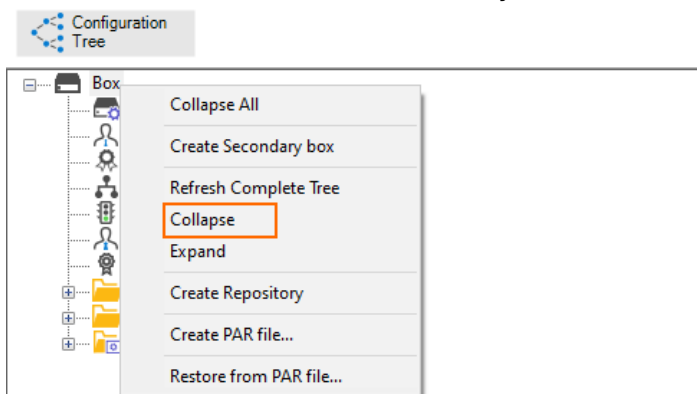 Configuration
Tree
Box
Collapse All
Create Secondary box
Refresh Complete Tree
Collapse
Expand
Create Repository
Create PAR file...
Restore from PAR file...